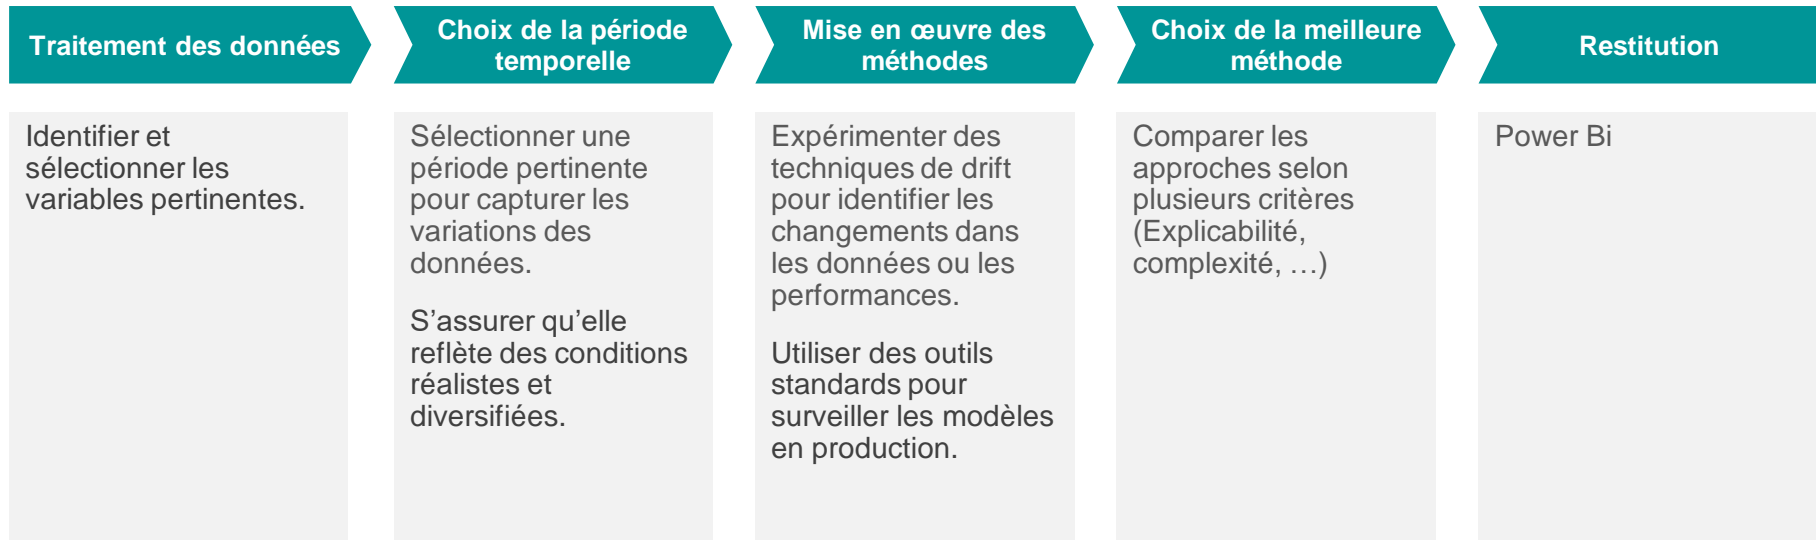 Traitement des données
Choix de la période
temporelle
Mise en œuvre des
méthodes
Choix de la meilleure
méthode
Restitution
Identifier et
sélectionner les
variables pertinentes.
Sélectionner une
période pertinente
pour capturer les
variations des
données.
S’assurer qu’elle
reflète des conditions
réalistes et
diversifiées.
Expérimenter des
techniques de drift
pour identifier les
changements dans
les données ou les
performances.
Utiliser des outils
standards pour
surveiller les modèles
en production.
Comparer les
approches selon
plusieurs critères
(Explicabilité,
complexité, …)
Power Bi